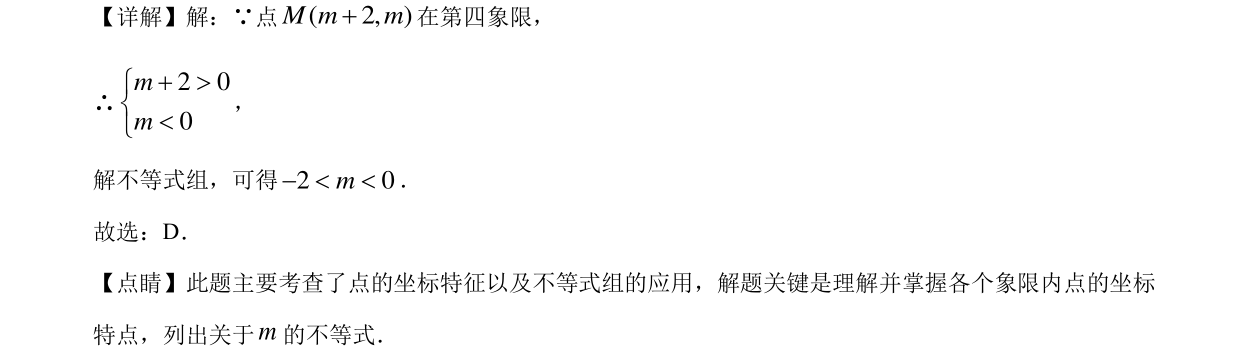 【详解】解：∵点M(m+2,m)在第四象限，
∴{m+2>0
m<0，
解不等式组，可得−2<m<0．
故选：D．
【点睛】此题主要考查了点的坐标特征以及不等式组的应用，解题关键是理解并掌握各个象限内点的坐标
特点，列出关于m的不等式．